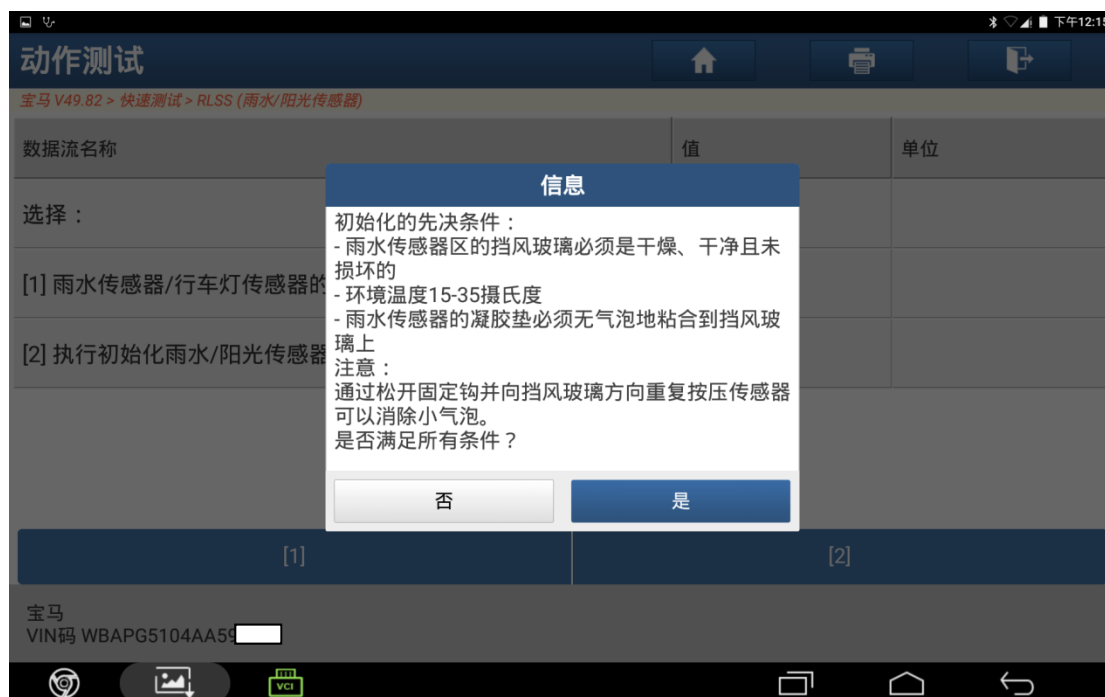 下午12:15
动作测试
宝马 V49.82 > 快速测试 > RLSS (雨水/阳光传感器)
数据流名称 值 单位
信息
选择：
初始化的先决条件：
- 雨水传感器区的挡风玻璃必须是干燥、干净且未
损坏的
[1] 雨水传感器/行车灯传感器的
- 环境温度15-35摄氏度
- 雨水传感器的凝胶垫必须无气泡地粘合到挡风玻
璃上
[2] 执行初始化雨水/阳光传感器
注意：
通过松开固定钩并向挡风玻璃方向重复按压传感器
可以消除小气泡。
是否满足所有条件？
否 是
[1] [2]
宝马
VIN码 WBAPG5104AA59
VCI